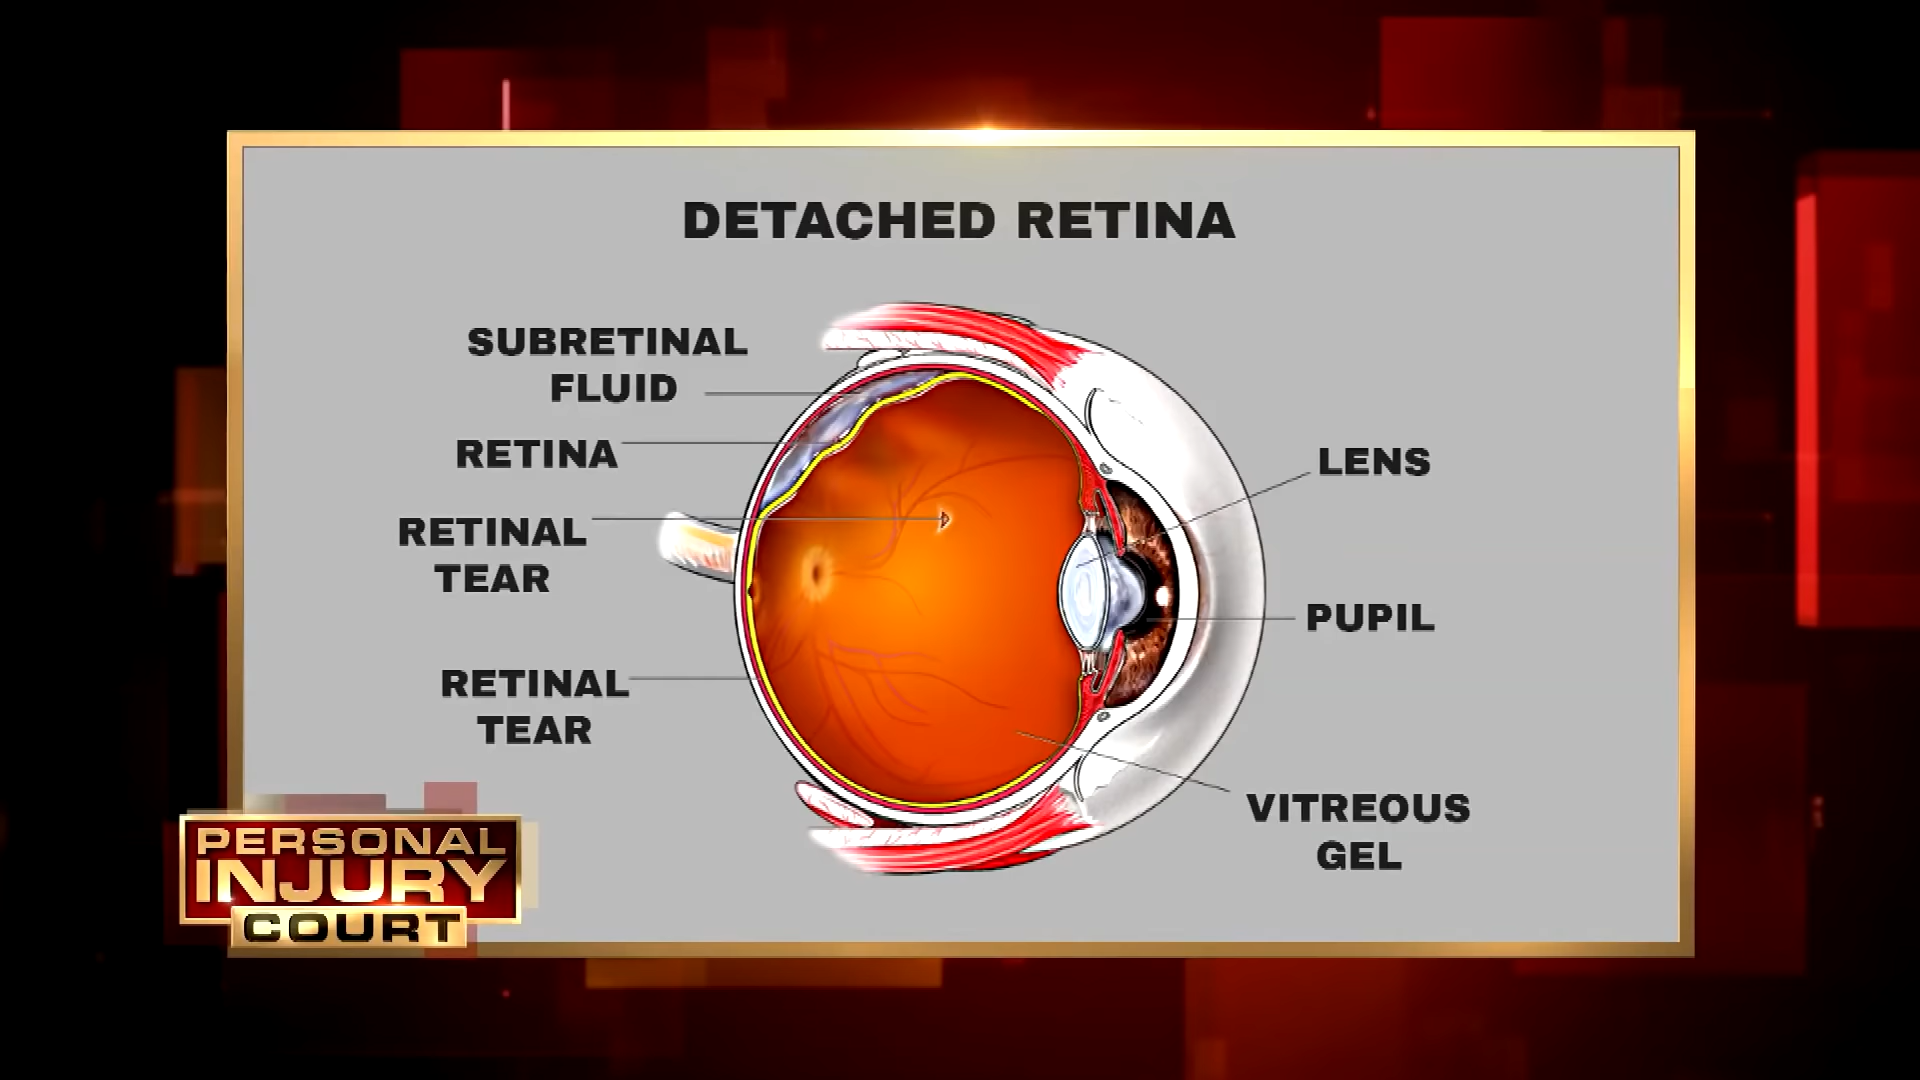 DETACHED RETINA
SUBRETINAL
FLUID
RETINA
RETINAL
TEAR
RETINAL
TEAR
LENS
PUPIL
VITREOUS
GEL
PERSONAL
INJURY
COURT